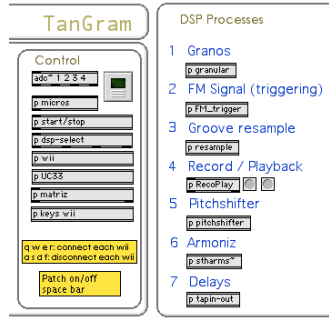 TanGram
Control
adc~ 1 2 3 4
p micros
p start/stop
p dsp-select
p wii
p UC33
p matriz
p keys wii
q w e r: connect each wii
a s d f: disconnect each wii
Patch on/off
space bar
DSP Processes
1 Granos
p granular
2 FM Signal (triggering)
p FM_trigger
3 Groove resample
p resample
4 Record / Playback
p RecoPlay
5 Pitchshifter
p pitchshifter
6 Armoniz
p stharms~
7 Delays
p tapin-out